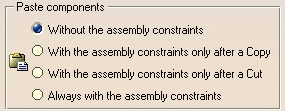 Paste components
Without the assembly constraints
With the assembly constraints only after a Copy
With the assembly constraints only after a Cut
Always with the assembly constraints